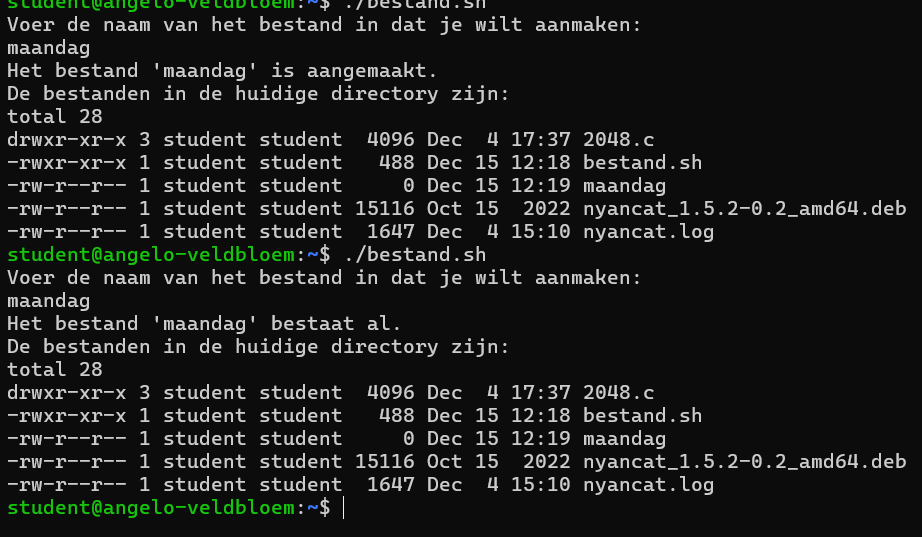 student@angelo-veldbloem:~$ ./bestand.sh
Voer de naam van het bestand in dat je wilt aanmaken:
maandag
Het bestand 'maandag' is aangemaakt.
De bestanden in de huidige directory zijn:
total 28
drwxr-xr-x 3 student student  4096 Dec  4 17:37 2048.c
-rwxr-xr-x 1 student student   488 Dec 15 12:18 bestand.sh
-rw-r--r-- 1 student student     0 Dec 15 12:19 maandag
-rw-r--r-- 1 student student 15116 Oct 15  2022 nyancat_1.5.2-0.2_amd64.deb
-rw-r--r-- 1 student student  1647 Dec  4 15:10 nyancat.log
student@angelo-veldbloem:~$ ./bestand.sh
Voer de naam van het bestand in dat je wilt aanmaken:
maandag
Het bestand 'maandag' bestaat al.
De bestanden in de huidige directory zijn:
total 28
drwxr-xr-x 3 student student  4096 Dec  4 17:37 2048.c
-rwxr-xr-x 1 student student   488 Dec 15 12:18 bestand.sh
-rw-r--r-- 1 student student     0 Dec 15 12:19 maandag
-rw-r--r-- 1 student student 15116 Oct 15  2022 nyancat_1.5.2-0.2_amd64.deb
-rw-r--r-- 1 student student  1647 Dec  4 15:10 nyancat.log
student@angelo-veldbloem:~$